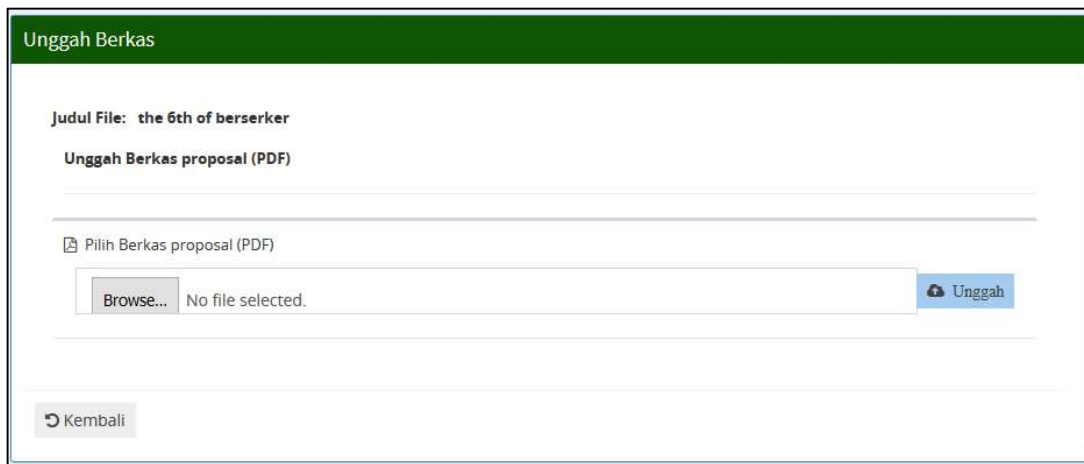 Unggah Berkas
Judul File: the 6th of berserker
Unggah Berkas proposal (PDF)
Pilih Berkas proposal (PDF)
Browse... No file selected.
Unggah
Kembali